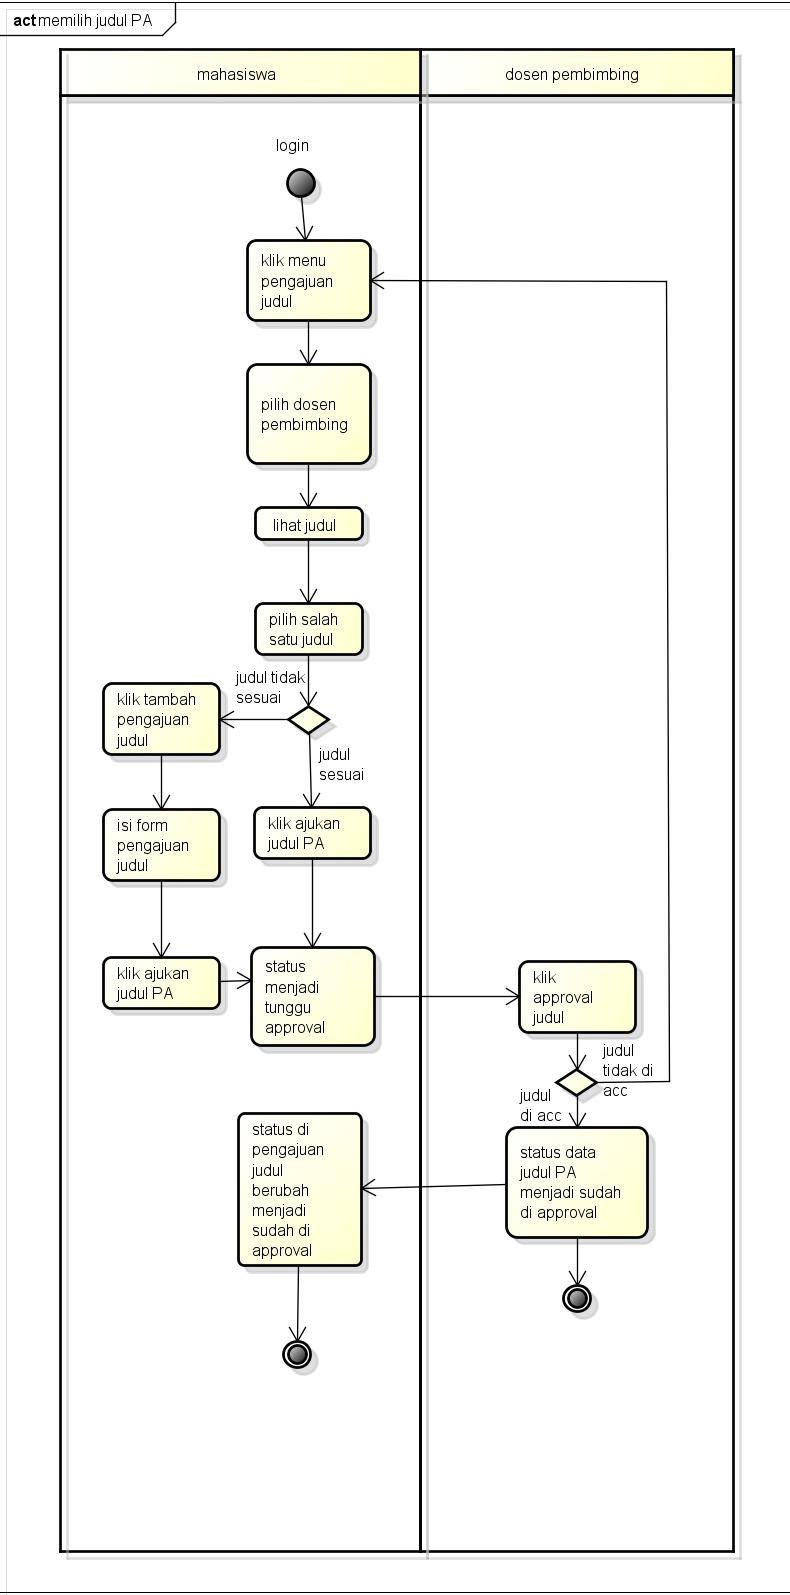 act memilih judul PA
mahasiswa
dosen pembimbing
login
klik menu
pengajuan
judul
pilih dosen
pembimbing
lihat judul
pilih salah
satu judul
judul tidak
sesuai
judul
sesuai
klik tambah
pengajuan
judul
isi form
pengajuan
judul
klik ajukan
judul PA
klik ajukan
judul PA
status
menjadi
tunggu
approval
klik
approval
judul
judul
tidak di
acc
judul
di acc
status data
judul PA
menjadi sudah
di approval
status di
pengajuan
judul
berubah
menjadi
sudah di
approval